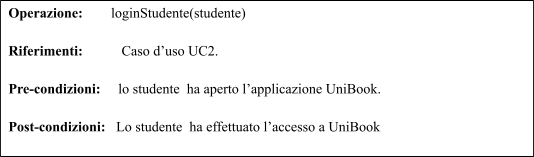 Operazione: loginStudente(studente)
Riferimenti: Caso d’uso UC2.
Pre-condizioni: lo studente ha aperto l’applicazione UniBook.
Post-condizioni: Lo studente ha effettuato l’accesso a UniBook